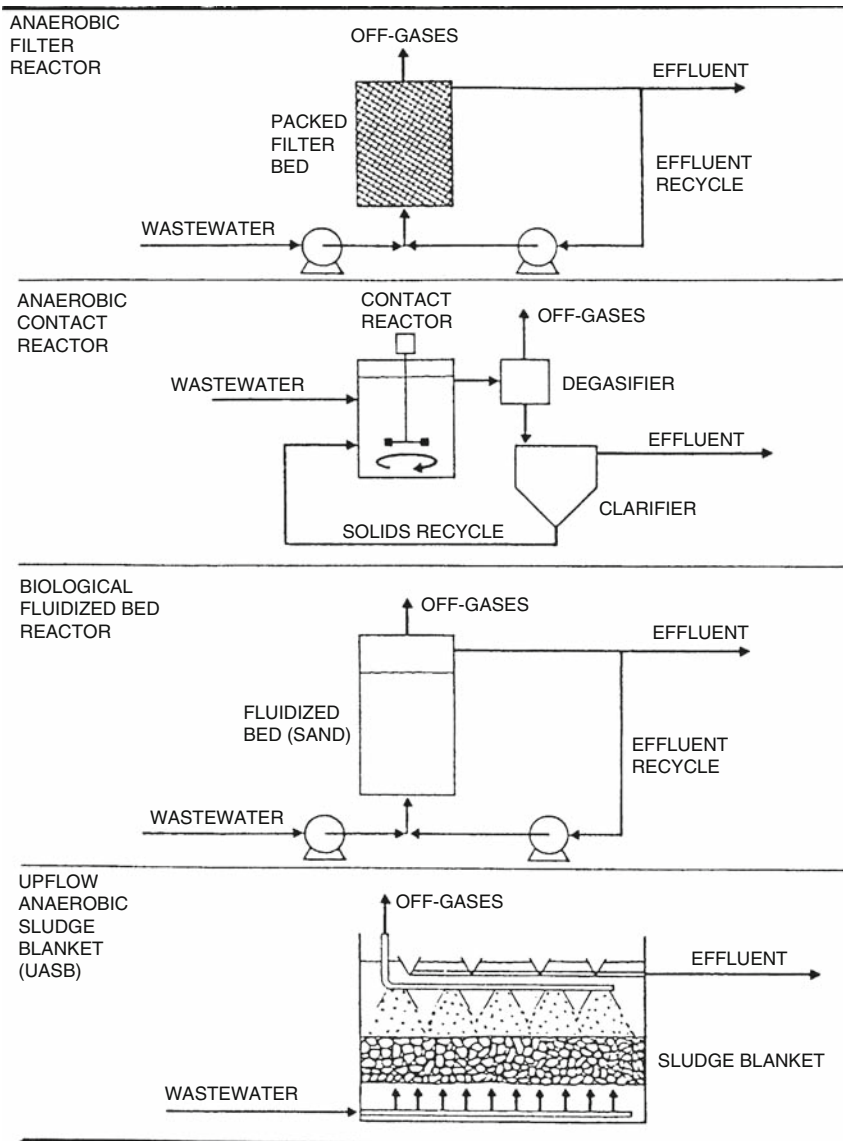 ANAEROBIC
FILTER
REACTOR
OFF-GASES
EFFLUENT
PACKED
FILTER
BED
EFFLUENT
RECYCLE
WASTEWATER
ANAEROBIC
CONTACT
REACTOR
CONTACT
REACTOR
OFF-GASES
WASTEWATER
DEGASIFIER
EFFLUENT
CLARIFIER
SOLIDS RECYCLE
BIOLOGICAL
FLUIDIZED BED
REACTOR
OFF-GASES
EFFLUENT
FLUIDIZED
BED (SAND)
EFFLUENT
RECYCLE
WASTEWATER
UPFLOW
ANAEROBIC
SLUDGE
BLANKET
(UASB)
OFF-GASES
EFFLUENT
SLUDGE BLANKET
WASTEWATER